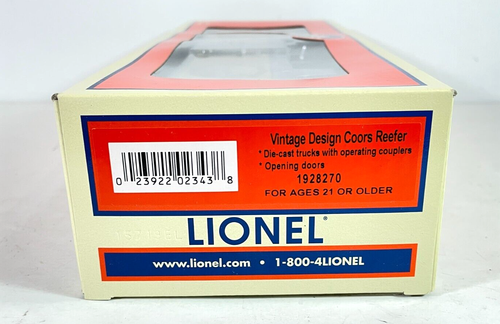 Vintage Design Coors Reefer
* Die-cast trucks with operating couplers
* Opening doors
1928270
FOR AGES 21 OR OLDER
0 23922 02343 8
LIONEL®
www.lionel.com • 1-800-4LIONEL